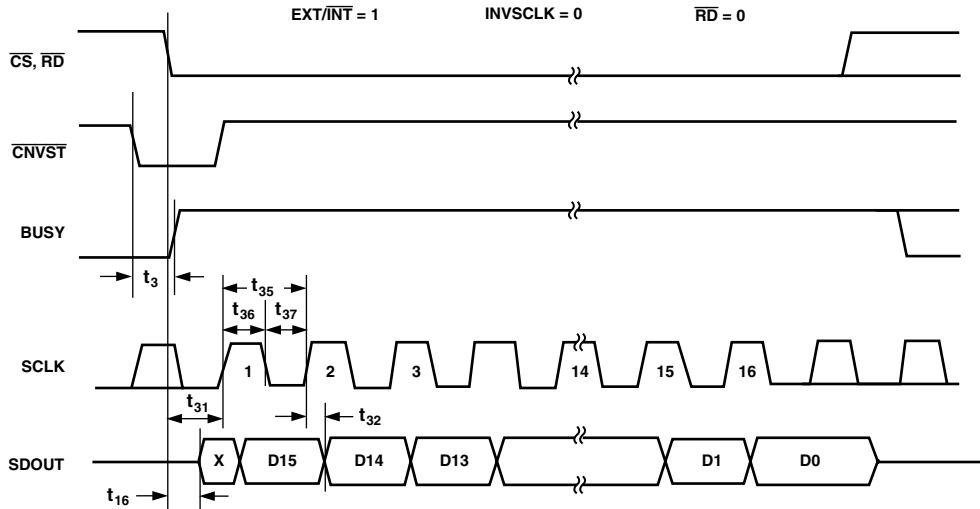 EXT/INT = 1 INVSCLK = 0 RD = 0
CS, RD
CNVST
BUSY
t3
t35
t36 t37
SCLK 1 2 3 14 15 16
t31
t32
SDOUT X D15 D14 D13 D1 D0
t16